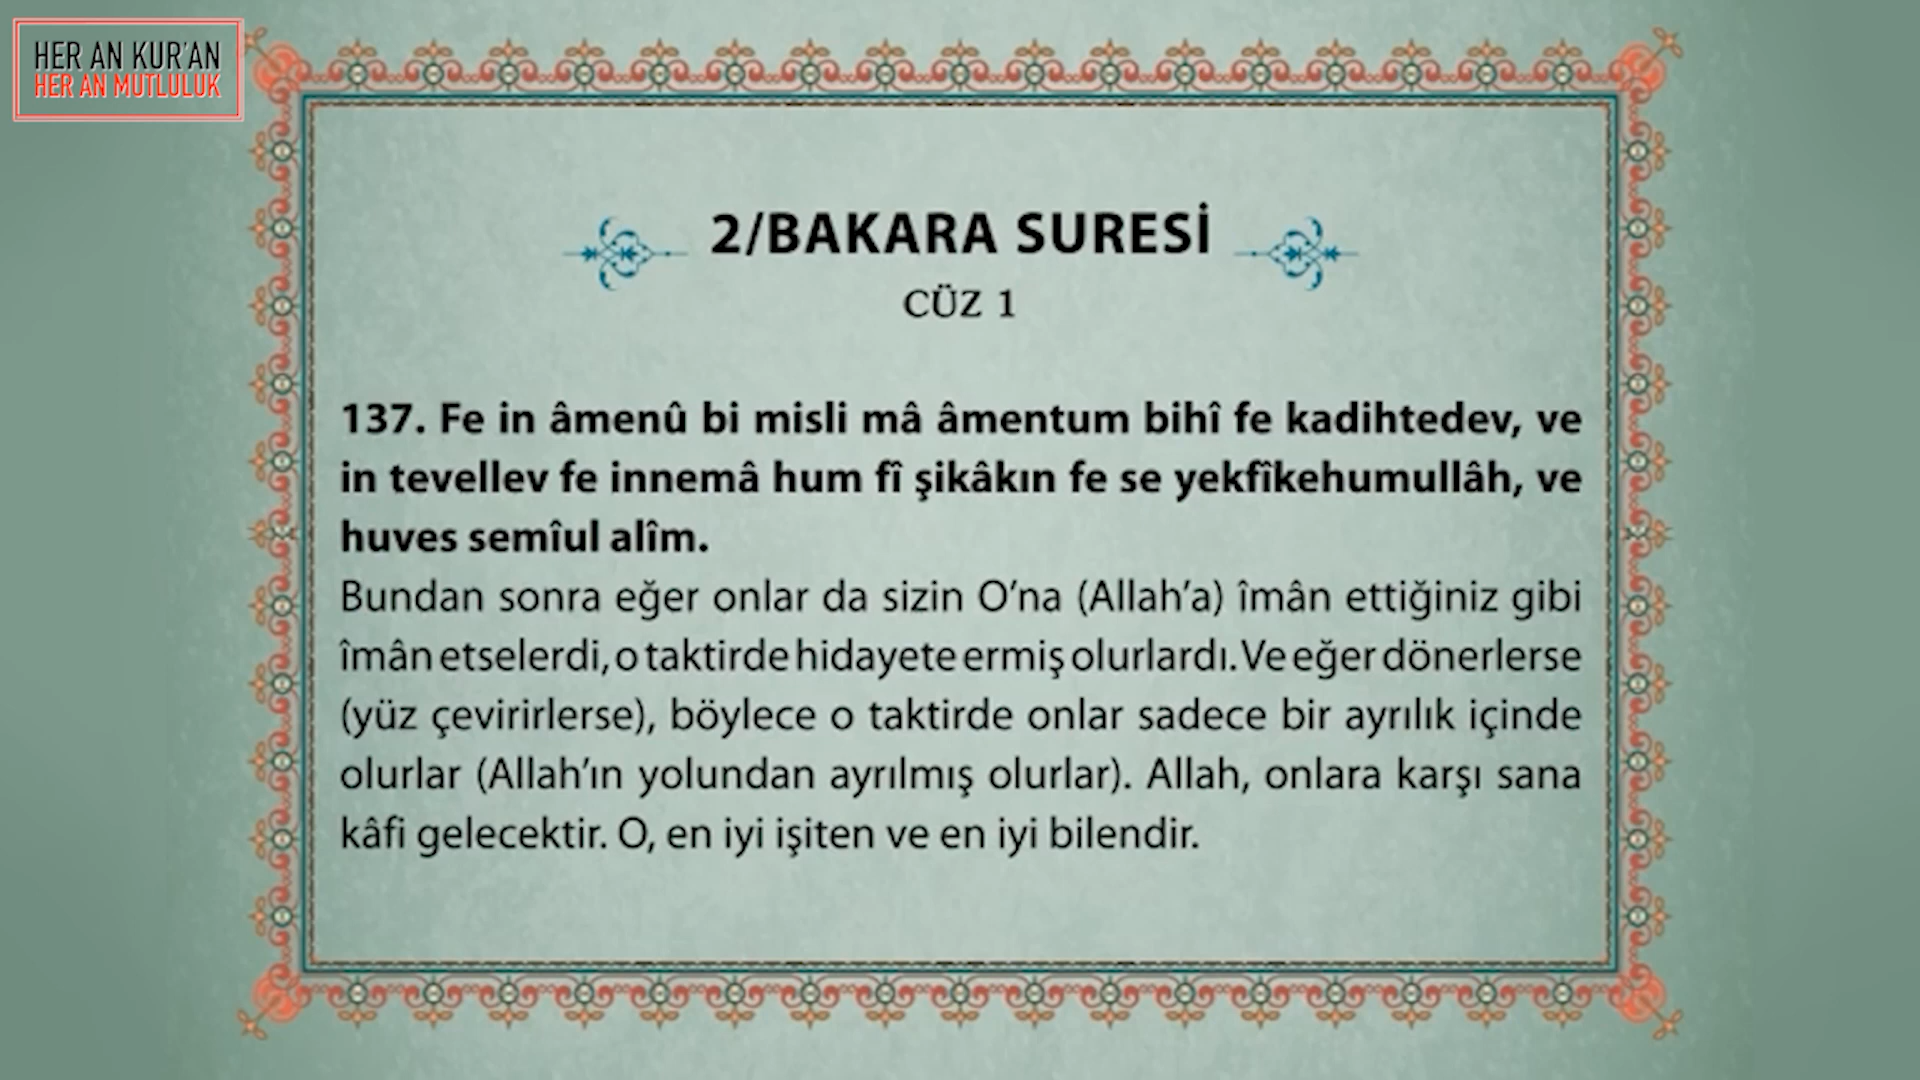 HER AN KUR'AN
HER AN MUTLULUK
2/BAKARA SURESİ
CÜZ 1
137. Fe in âmenû bi misli mâ âmentum bihî fe kadihtedev, ve
in tevellev fe innemâ hum fî şikâkın fe se yekfîkehumullâh, ve
huves semîul alîm.
Bundan sonra eğer onlar da sizin O’na (Allah’a) îmân ettiğiniz gibi
îmân etselerdi, o taktirde hidayete ermiş olurlardı. Ve eğer dönerlerse
(yüz çevirirlerse), böylece o taktirde onlar sadece bir ayrılık içinde
olurlar (Allah’ın yolundan ayrılmış olurlar). Allah, onlara karşı sana
kâfi gelecektir. O, en iyi işiten ve en iyi bilendir.